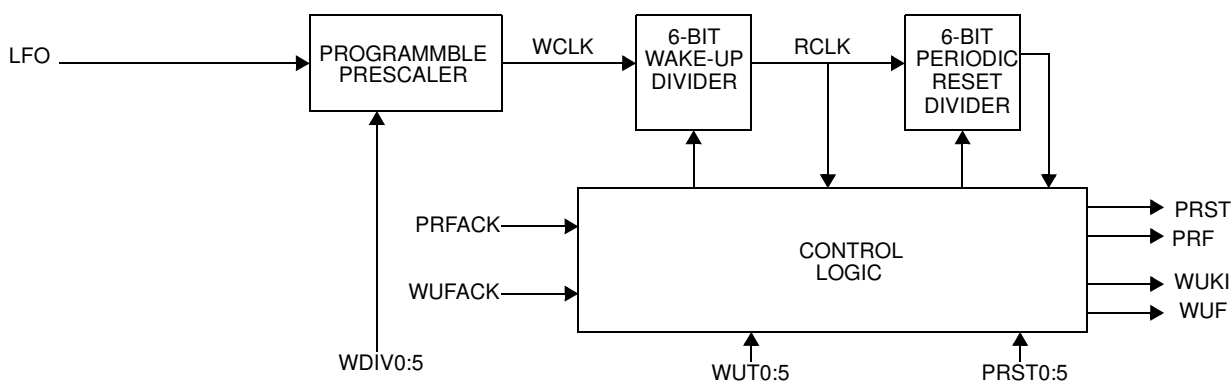 LFO
PROGRAMMBLE
PRESCALER
WCLK
6-BIT
WAKE-UP
DIVIDER
RCLK
6-BIT
PERIODIC
RESET
DIVIDER
PRFACK
WUFACK
CONTROL
LOGIC
PRST
PRF
WUKI
WUF
WDIV0:5
WUT0:5
PRST0:5